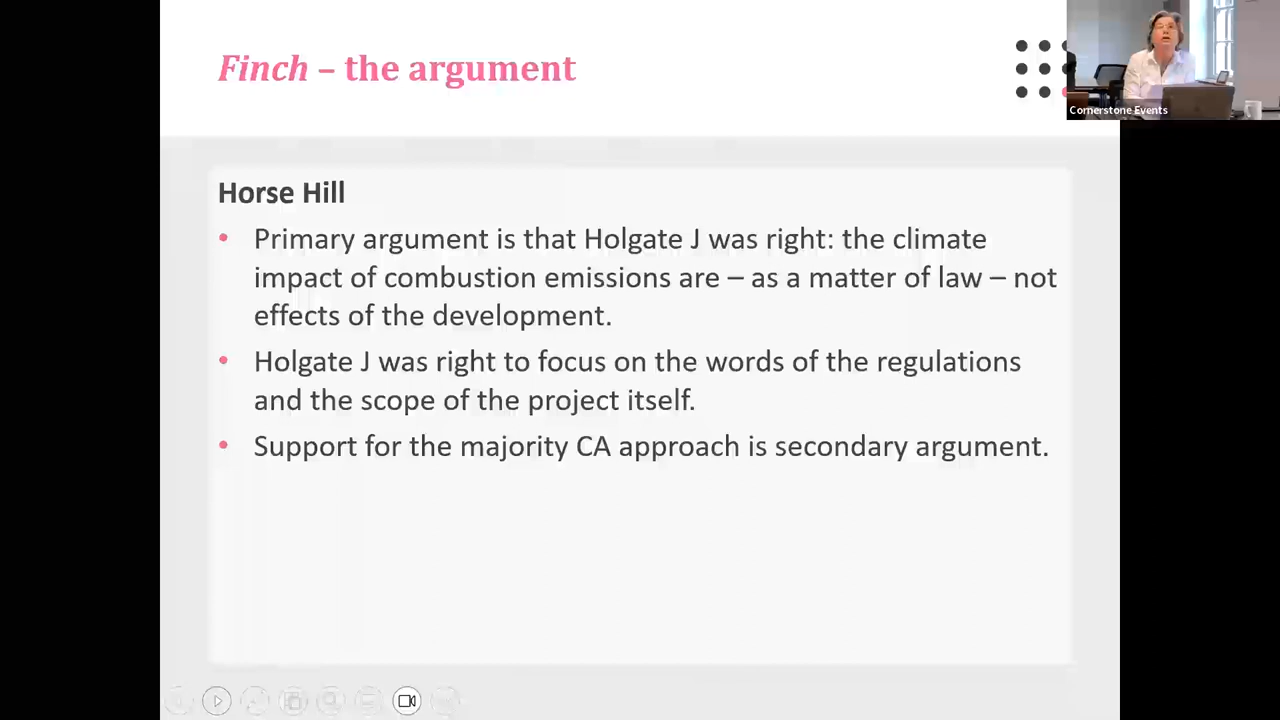 Finch – the argument
Cornerstone Events
Horse Hill
• Primary argument is that Holgate J was right: the climate
impact of combustion emissions are – as a matter of law – not
effects of the development.
• Holgate J was right to focus on the words of the regulations
and the scope of the project itself.
• Support for the majority CA approach is secondary argument.